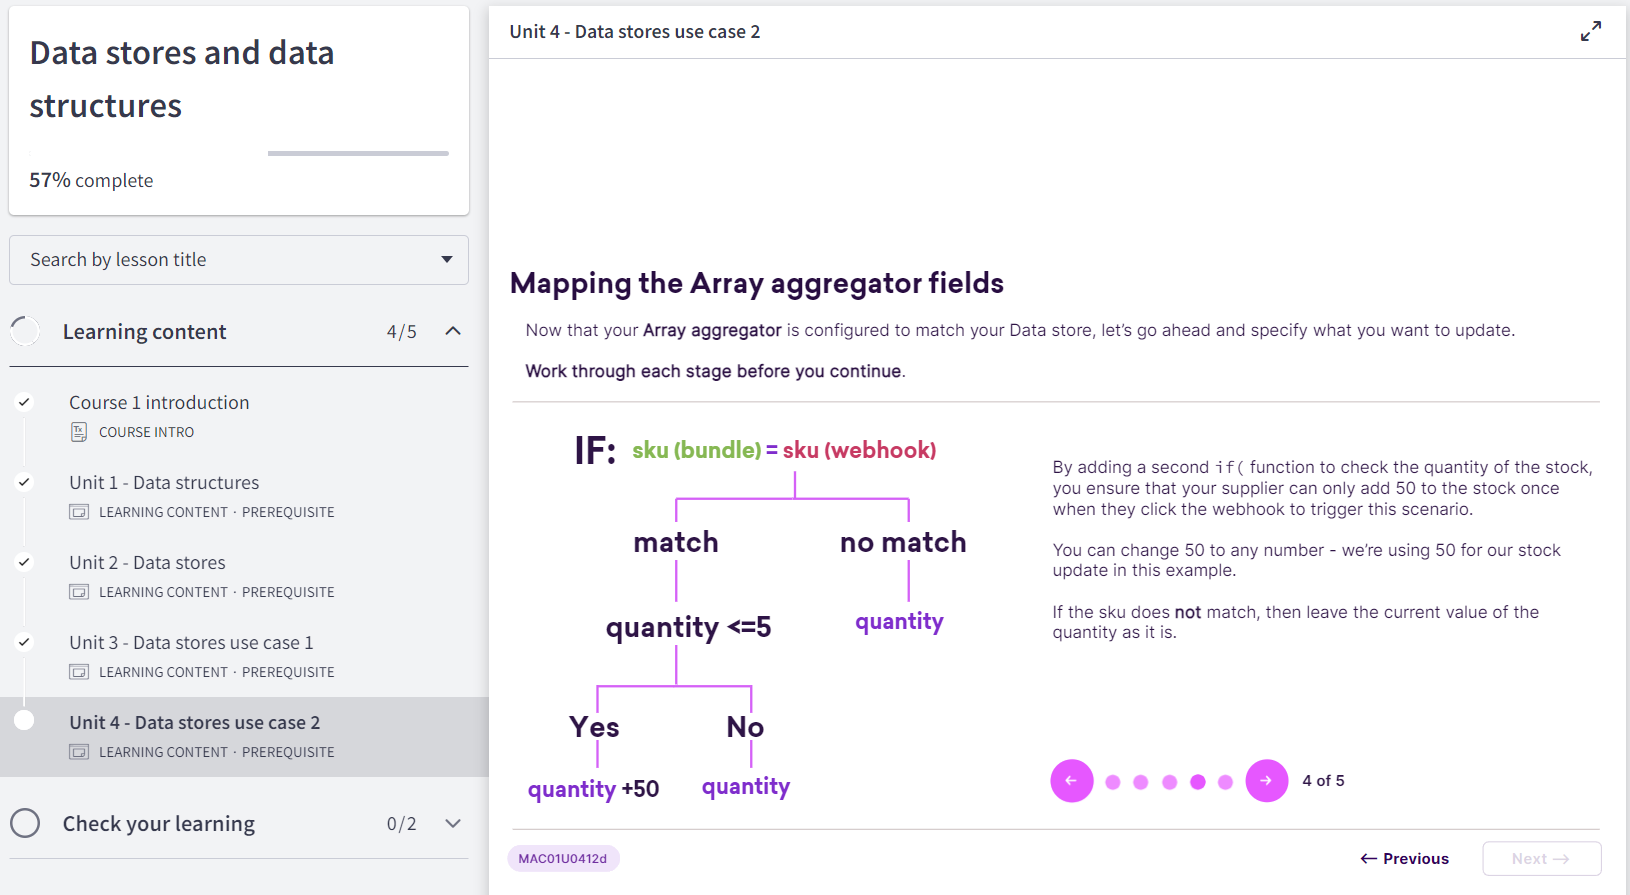 Data stores and data
structures
57% complete
Search by lesson title
Learning content 4/5
Course 1 introduction
COURSE INTRO
Unit 1 - Data structures
LEARNING CONTENT · PREREQUISITE
Unit 2 - Data stores
LEARNING CONTENT · PREREQUISITE
Unit 3 - Data stores use case 1
LEARNING CONTENT · PREREQUISITE
Unit 4 - Data stores use case 2
LEARNING CONTENT · PREREQUISITE
Check your learning 0/2
Unit 4 - Data stores use case 2
Mapping the Array aggregator fields
Now that your Array aggregator is configured to match your Data store, let’s go ahead and specify what you want to update.
Work through each stage before you continue.
IF: sku (bundle) = sku (webhook)
match no match
quantity <=5 quantity
Yes No
quantity +50 quantity
By adding a second if( function to check the quantity of the stock,
you ensure that your supplier can only add 50 to the stock once
when they click the webhook to trigger this scenario.
You can change 50 to any number - we’re using 50 for our stock
update in this example.
If the sku does not match, then leave the current value of the
quantity as it is.
← → 4 of 5
MAC01U0412d
← Previous Next →